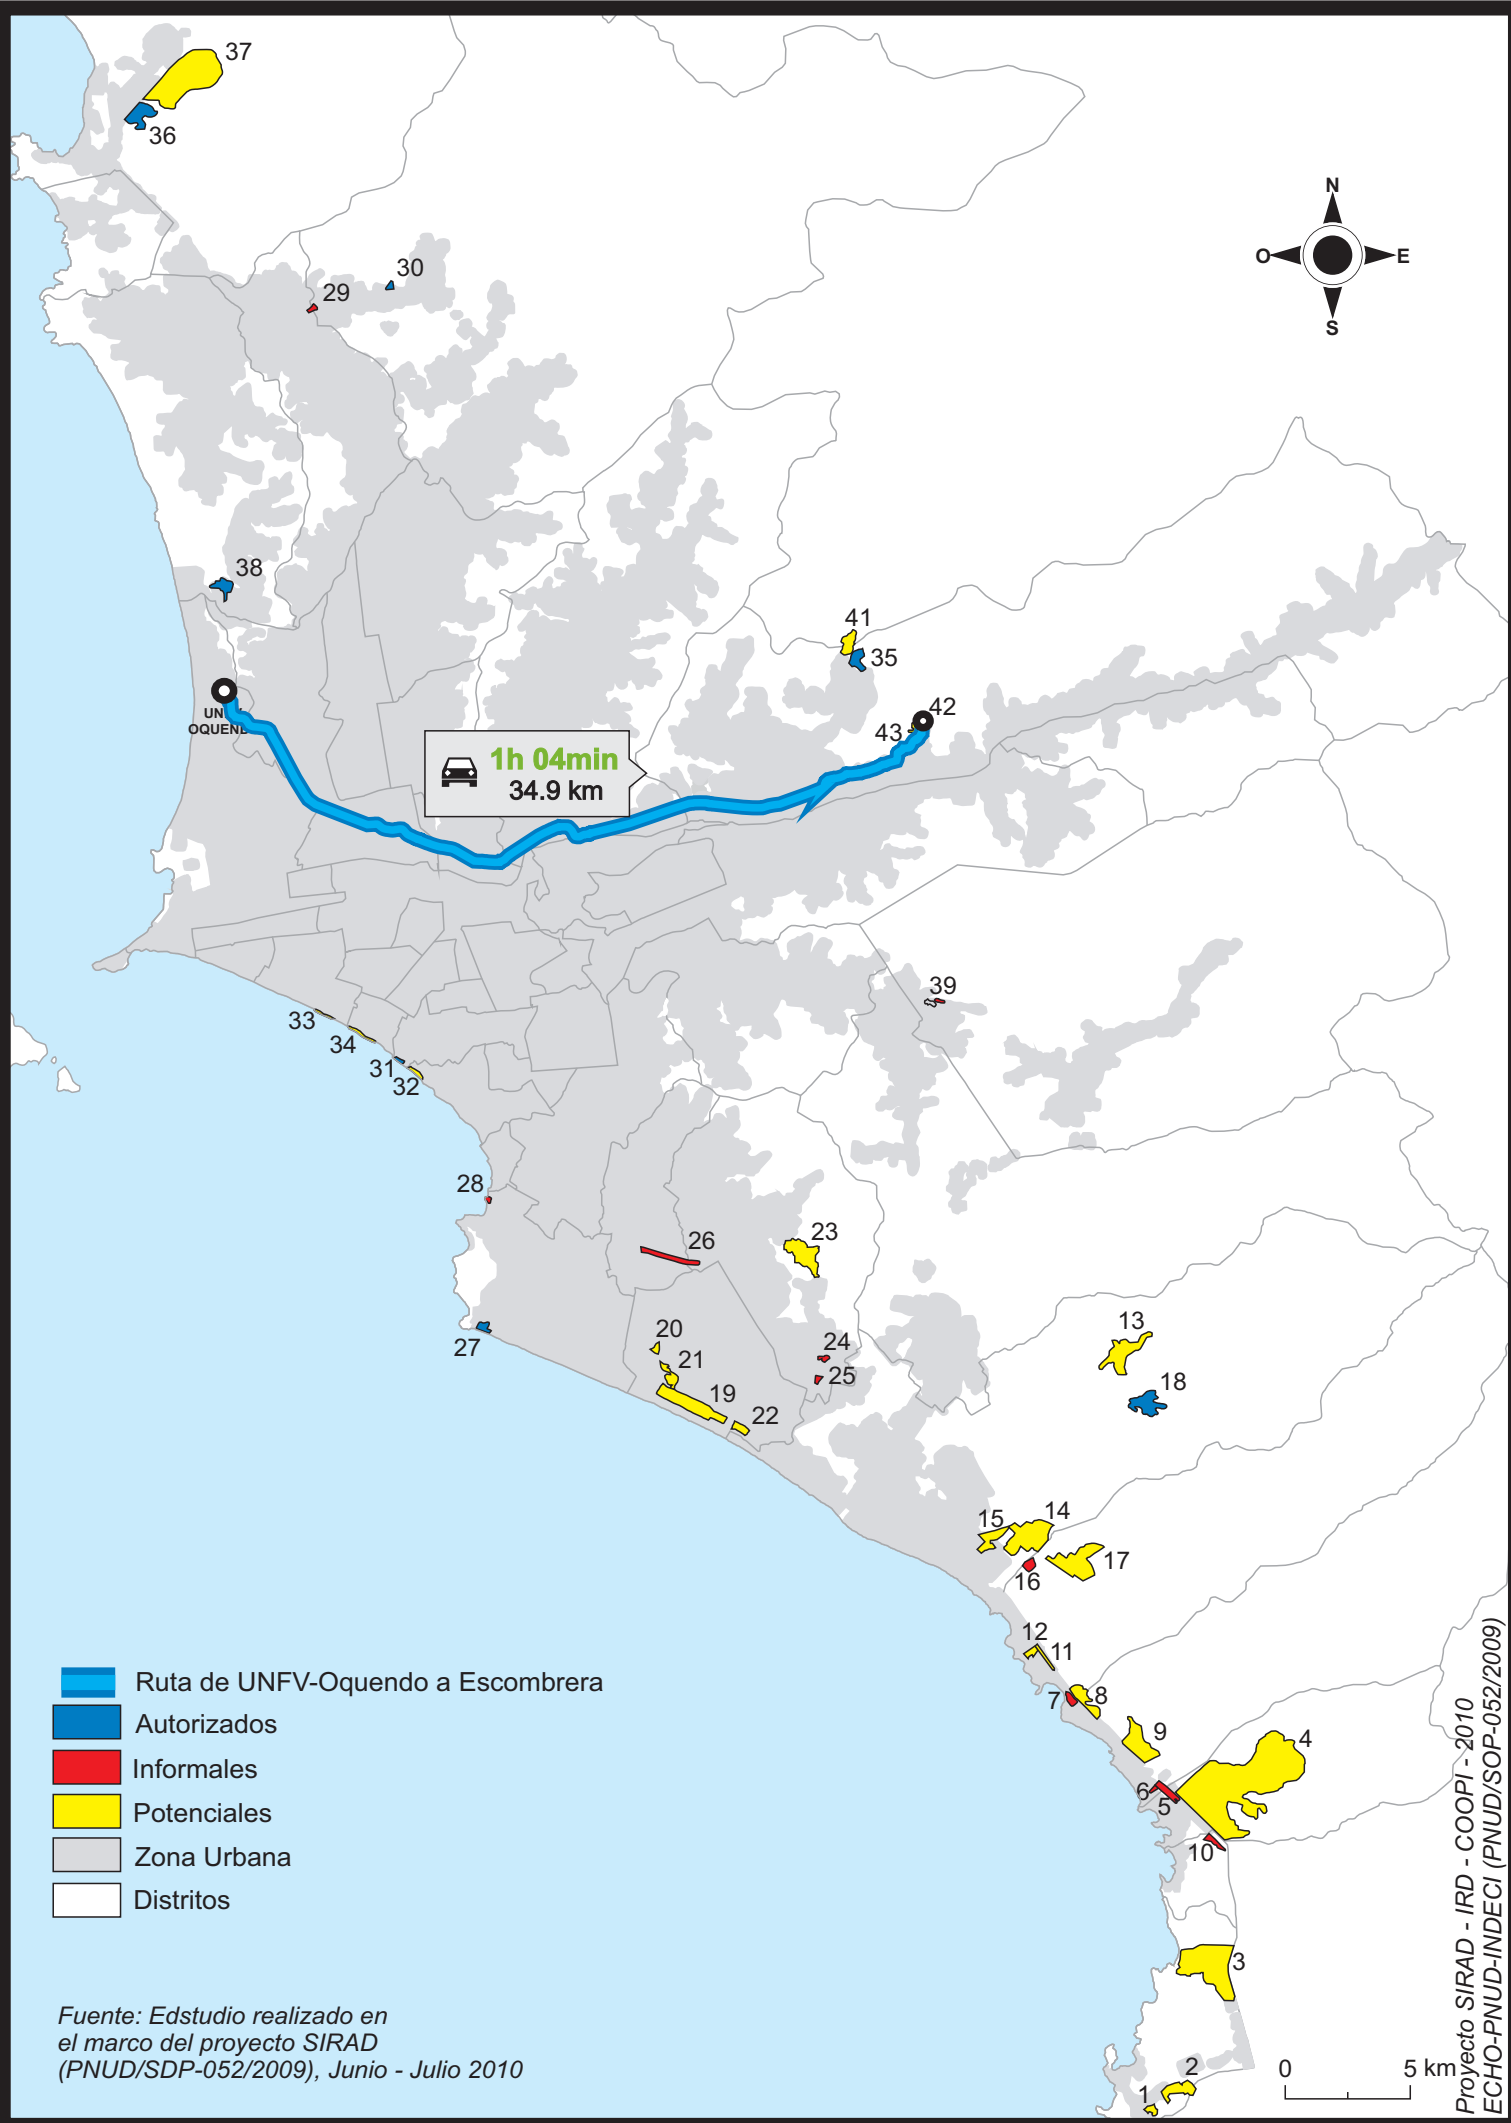 37
36
N
O
E
S
30
29
38
41
35
UN
OQUEN
42
43
1h 04min
34.9 km
39
33
34
31
32
28
26
23
27
20
21
24
25
19
22
13
18
15
14
17
16
12
11
7
8
9
4
6
5
10
3
2
1
Ruta de UNFV-Oquendo a Escombrera
Autorizados
Informales
Potenciales
Zona Urbana
Distritos
Fuente: Edstudio realizado en
el marco del proyecto SIRAD
(PNUD/SDP-052/2009), Junio - Julio 2010
0
5 km
Proyecto SIRAD - IRD - COOPI - 2010
ECHO-PNUD-INDECI (PNUD/SOP-052/2009)